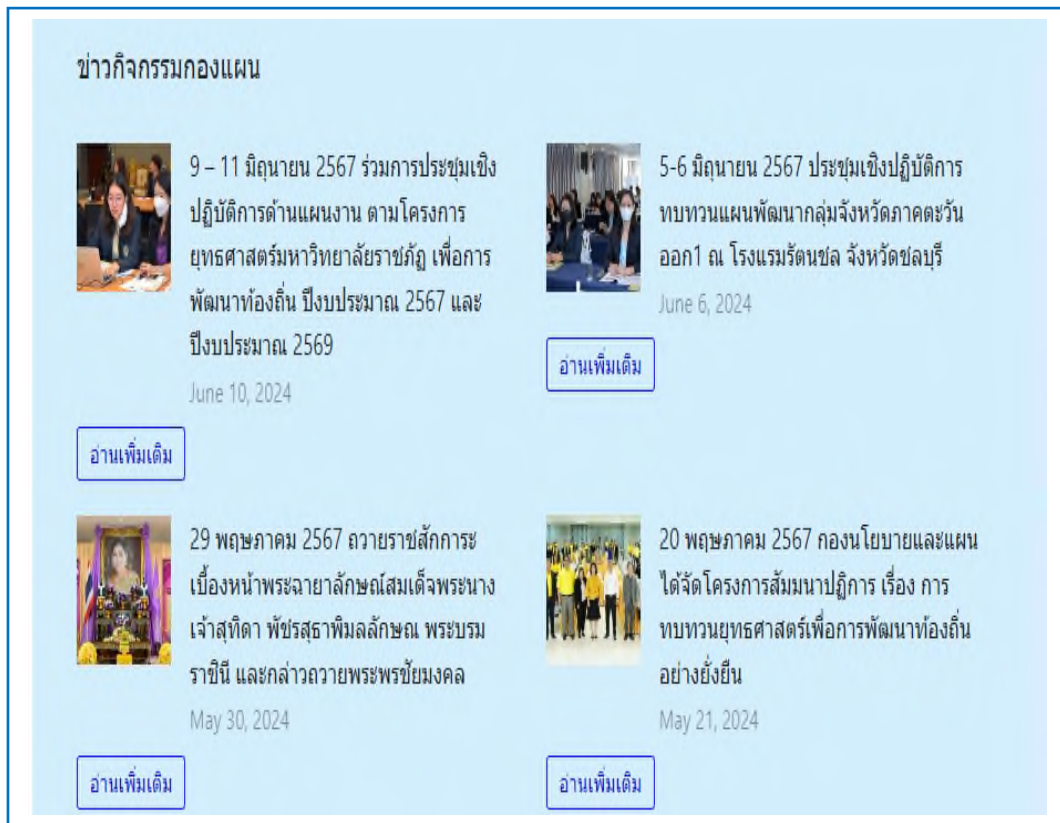 ข่าวกิจกรรมกองแผน
9 – 11 มิถุนายน 2567 ร่วมการประชุมเชิง
ปฏิบัติการด้านแผนงาน ตามโครงการ
ยุทธศาสตร์มหาวิทยาลัยราชภัฏ เพื่อการ
พัฒนาท้องถิ่น ปีงบประมาณ 2567 และ
ปีงบประมาณ 2569
June 10, 2024
อ่านเพิ่มเติม
5-6 มิถุนายน 2567 ประชุมเชิงปฏิบัติการ
ทบทวนแผนพัฒนากลุ่มจังหวัดภาคตะวัน
ออก1 ณ โรงแรมรัตนชล จังหวัดชลบุรี
June 6, 2024
อ่านเพิ่มเติม
29 พฤษภาคม 2567 ถวายราชสักการะ
เบื้องหน้าพระฉายาลักษณ์สมเด็จพระนาง
เจ้าสุทิดา พัชรสุธาพิมลลักษณ พระบรม
ราชินี และกล่าวถวายพระพรชัยมงคล
May 30, 2024
อ่านเพิ่มเติม
20 พฤษภาคม 2567 กองนโยบายและแผน
ได้จัดโครงการสัมมนาปฏิการ เรื่อง การ
ทบทวนยุทธศาสตร์เพื่อการพัฒนาท้องถิ่น
อย่างยั่งยืน
May 21, 2024
อ่านเพิ่มเติม